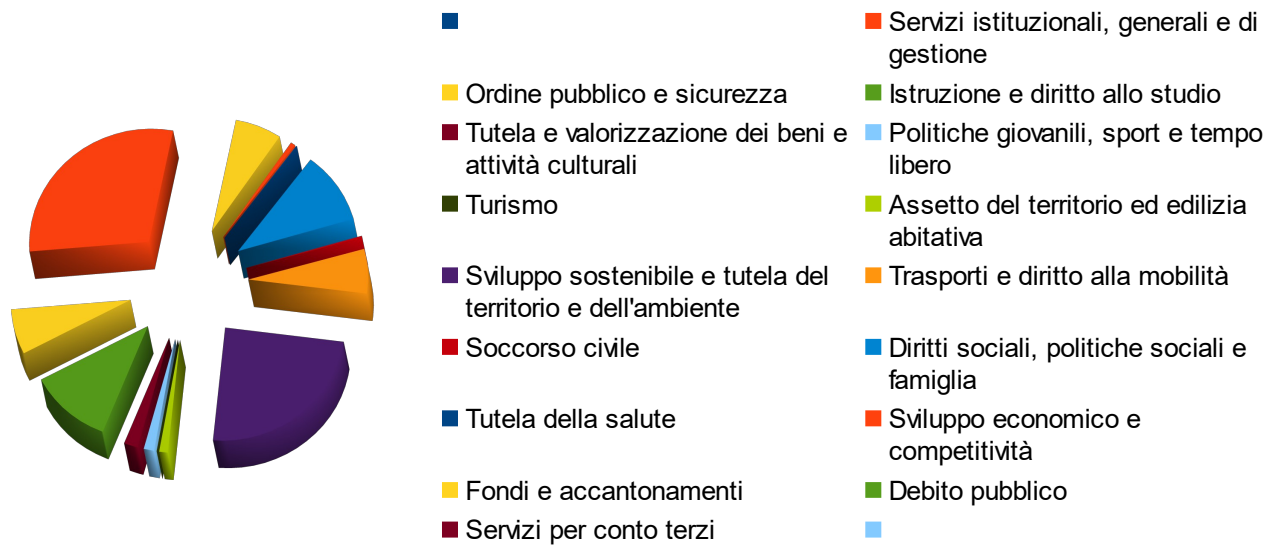 Servizi istituzionali, generali e di
gestione
Ordine pubblico e sicurezza
Istruzione e diritto allo studio
Tutela e valorizzazione dei beni e
attività culturali
Politiche giovanili, sport e tempo
libero
Turismo
Assetto del territorio ed edilizia
abitativa
Sviluppo sostenibile e tutela del
territorio e dell'ambiente
Trasporti e diritto alla mobilità
Soccorso civile
Diritti sociali, politiche sociali e
famiglia
Tutela della salute
Sviluppo economico e
competitività
Fondi e accantonamenti
Debito pubblico
Servizi per conto terzi